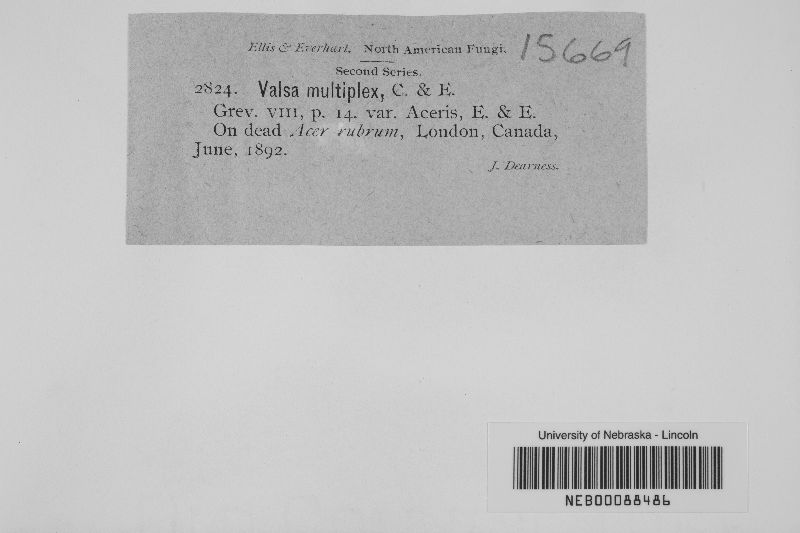 Ellis & Everhart. North American Fungi. 15669
Second Series.
2824. Valsa multiplex, C. & E.
Grev. VIII, p. 14. var. Aceris, E. & E.
On dead Acer rubrum, London, Canada,
June, 1892.
J. Dearness.
University of Nebraska - Lincoln
NEB00088486